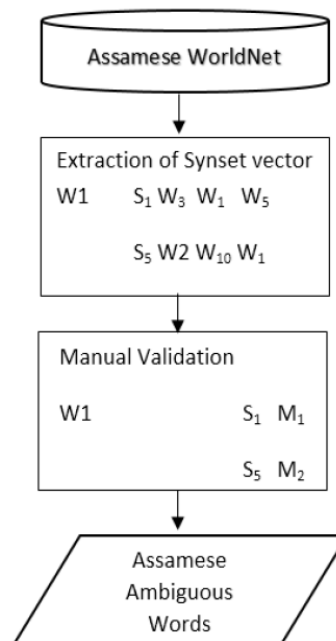 Assamese WorldNet
Extraction of Synset vector
W1 S₁ W₃ W₁ W₅
S₅ W2 W₁₀ W₁
Manual Validation
W1 S₁ M₁
S₅ M₂
Assamese
Ambiguous
Words